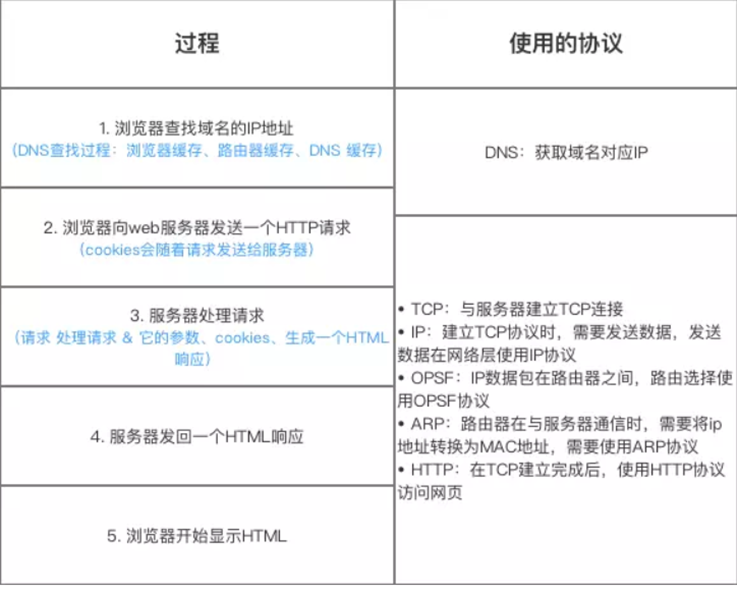 过程
使用的协议
1. 浏览器查找域名的IP地址
(DNS查找过程：浏览器缓存、路由器缓存、DNS 缓存)
DNS：获取域名对应IP
2. 浏览器向web服务器发送一个HTTP请求
(cookies会随着请求发送给服务器)
3. 服务器处理请求
(请求 处理请求 & 它的参数、cookies、生成一个HTML
响应)
4. 服务器发回一个HTML响应
5. 浏览器开始显示HTML
• TCP：与服务器建立TCP连接
• IP：建立TCP协议时，需要发送数据，发送
数据在网络层使用IP协议
• OPSF：IP数据包在路由器之间，路由选择使
用OPSF协议
• ARP：路由器在与服务器通信时，需要将ip
地址转换为MAC地址，需要使用ARP协议
• HTTP：在TCP建立完成后，使用HTTP协议
访问网页